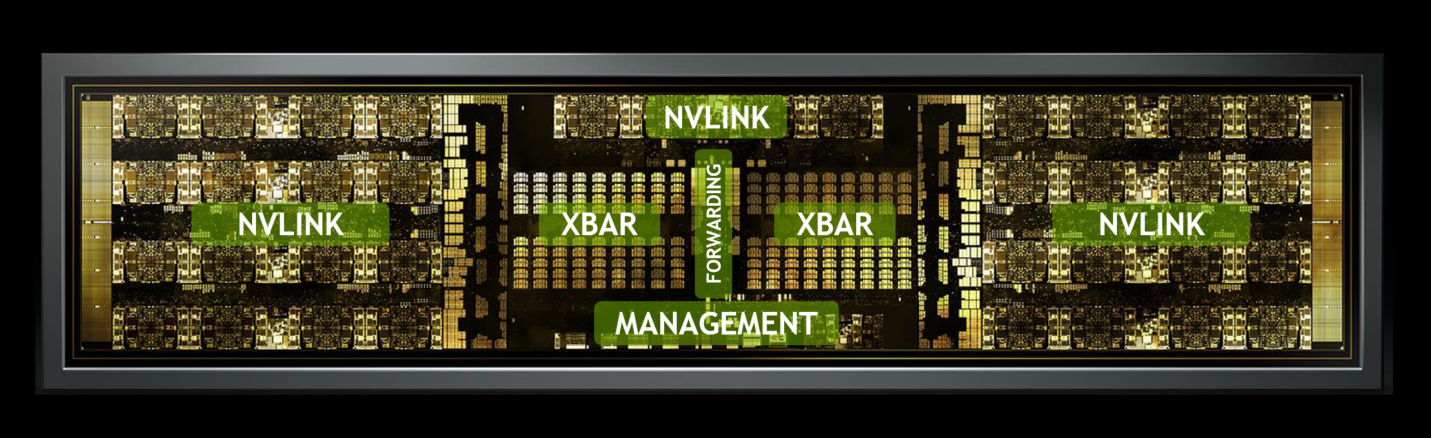 NVLINK
FORWARDING
NVLINK
XBAR
XBAR
NVLINK
MANAGEMENT